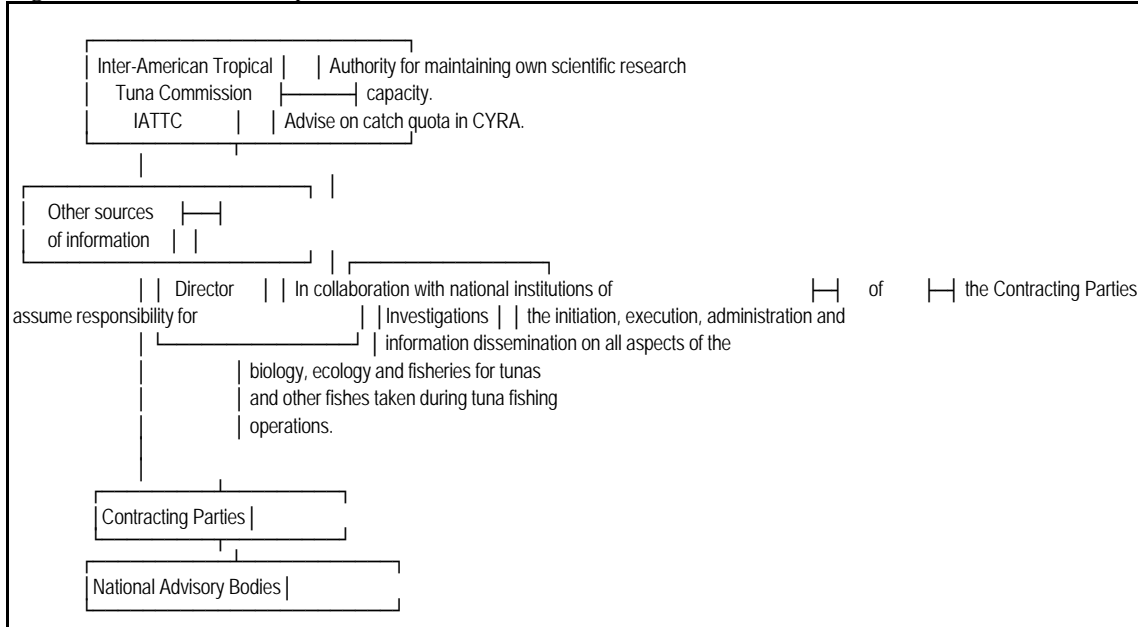 Inter-American Tropical Authority for maintaining own scientific research
Tuna Commission capacity.
IATTC Advise on catch quota in CYRA.
Other sources
of information
Director In collaboration with national institutions of of the Contracting Parties
assume responsibility for Investigations the initiation, execution, administration and
information dissemination on all aspects of the
biology, ecology and fisheries for tunas
and other fishes taken during tuna fishing
operations.
Contracting Parties
National Advisory Bodies